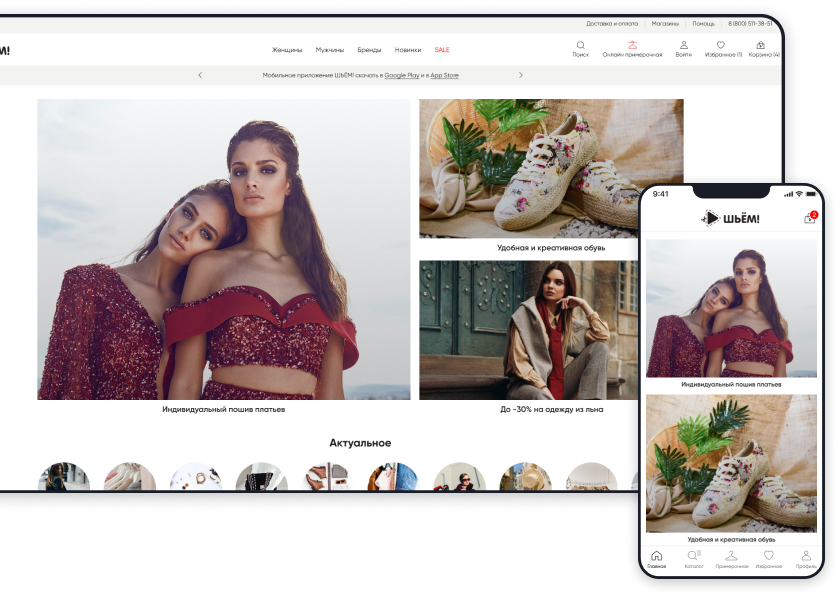 Доставка и оплата Магазины Помощь 8 (800) 511-38-51
М!
Женщины Мужчины Бренды Новинки SALE
Поиск Онлайн примерочная Войти Избранное (1) Корзина (4)
Мобильное приложение ШЬЁМ! скачать в Google Play и в App Store
Удобная и креативная обувь
Индивидуальный пошив платьев
До -30% на одежду из льна
Актуальное
9:41
ШЬЁМ!
2
Индивидуальный пошив платьев
Удобная и креативная обувь
Главная Каталог Примерочная Избранное Профиль